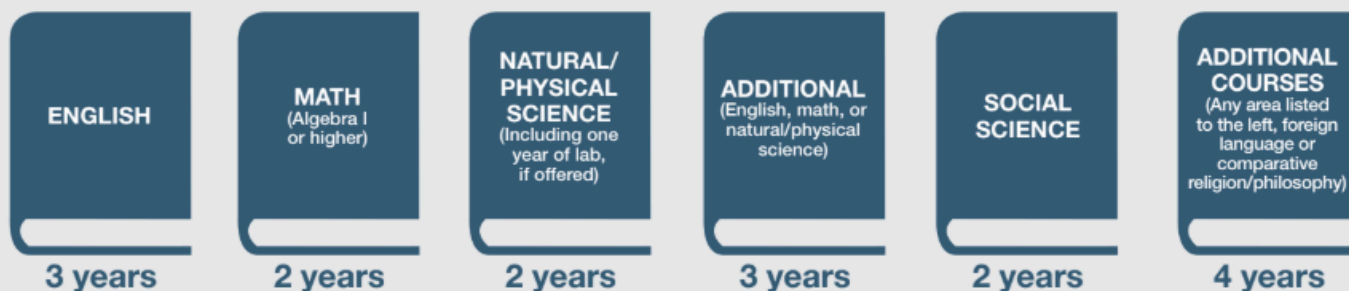 ENGLISH
MATH
(Algebra I
or higher)
NATURAL/
PHYSICAL
SCIENCE
(Including one
year of lab,
if offered)
ADDITIONAL
(English, math, or
natural/physical
science)
SOCIAL
SCIENCE
ADDITIONAL
COURSES
(Any area listed
to the left, foreign
language or
comparative
religion/philosophy)
3 years
2 years
2 years
3 years
2 years
4 years